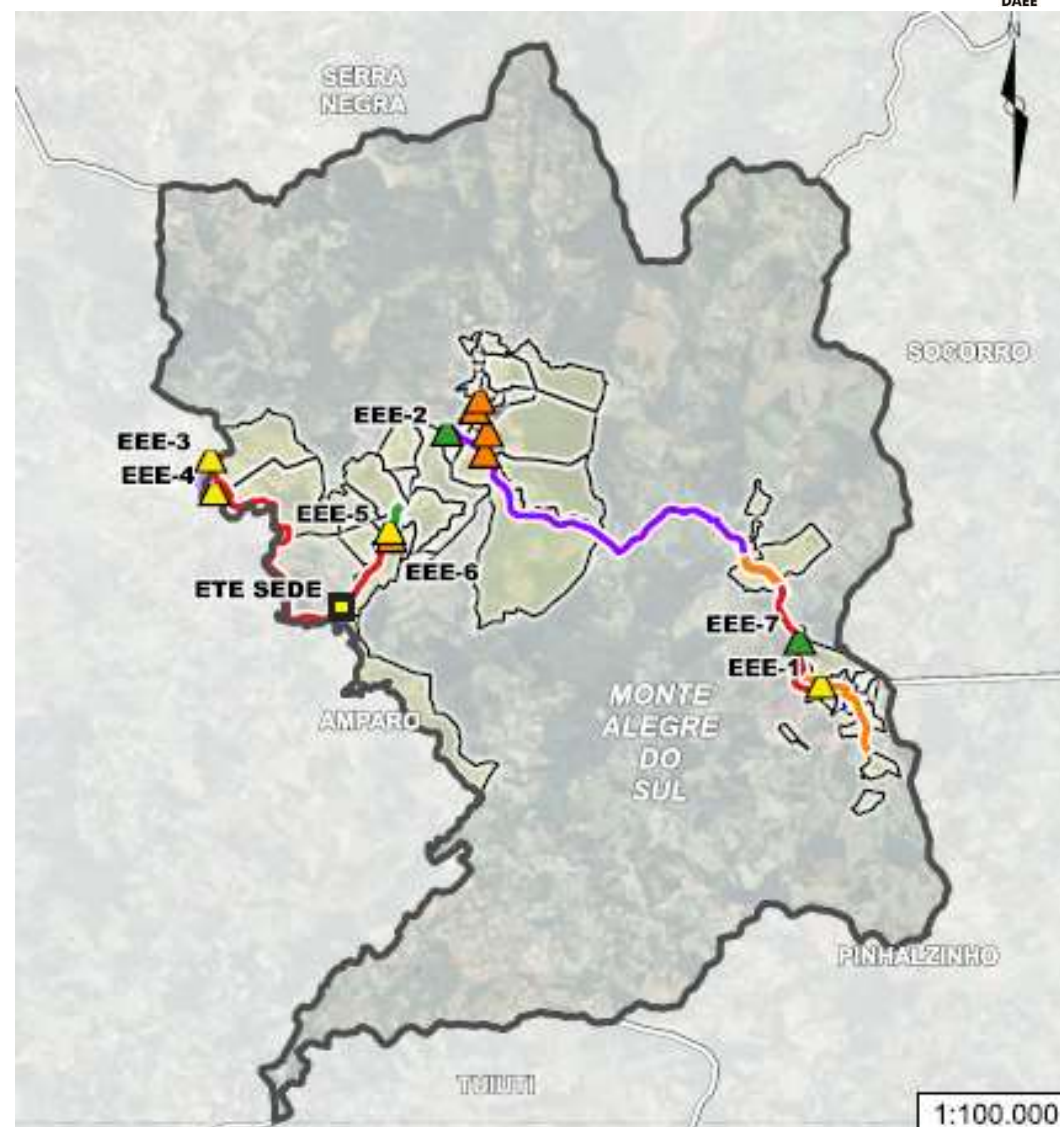 DAEE
N
SERRA
NEGRA
SOCORRO
EEE-2
EEE-3
EEE-4
EEE-5
EEE-6
ETE SEDE
EEE-7
EEE-1
MONTE
ALEGRE
DO
SUL
AMPARO
PINHALZINHO
TUIUTI
1:100.000